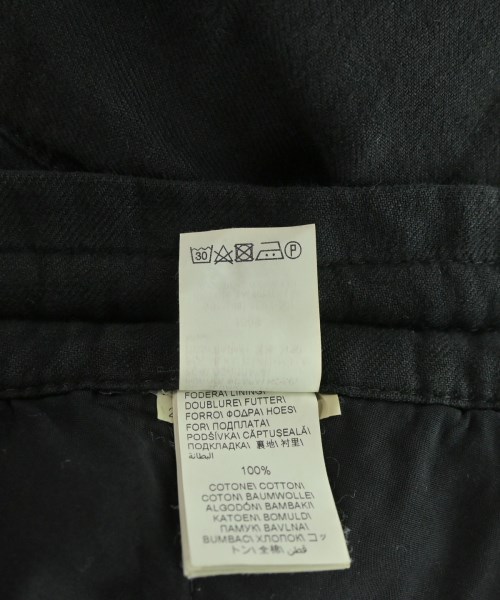 30 P
FODERA\ LINING\
DOUBLURE\ FUTTER\
FORRO\ ФОДРА\ HOES\
FOR\ ПОДПЛАТА\
PODŠÍVKA\ CĂPTUŞEALĂ\
ПОДКЛАДКА\ 裏地\ 衬里\
البطانة
100%
COTONE\ COTTON\
COTON\ BAUMWOLLE\
ALGODÓN\ BAMBAKI\
KATOEN\ BOMULD\
ПАМУК\ BAVLNA\
BUMBAC\ ХЛОПОК\ コッ
トン\ 全棉\ قطن